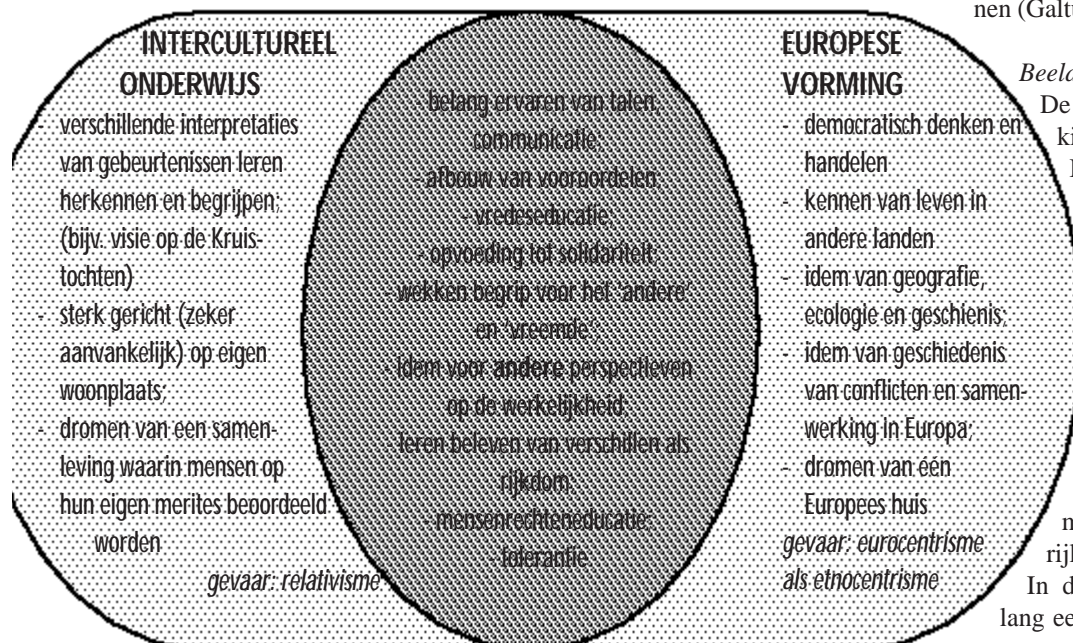 INTERCULTUREEL
ONDERWIJS
verschillende interpretaties
van gebeurtenissen leren
herkennen en begrijpen;
(bijv. visie op de Kruis-
tochten)
- sterk gericht (zeker
aanvankelijk) op eigen
woonplaats;
- dromen van een samen-
leving waarin mensen op
hun eigen merites beoordeeld
worden
gevaar: relativisme
- belang ervaren van talen;
communicatie;
- afbouw van vooroordelen;
- vredeseducatie;
- opvoeding tot solidariteit;
- wekken begrip voor het 'andere'
en 'vreemde';
- idem voor andere perspectieven
op de werkelijkheid;
- leren beleven van verschillen als
rijkdom;
- mensenrechteneducatie;
- tolerantie
EUROPESE
VORMING
- democratisch denken en
handelen
- kennen van leven in
andere landen
- idem van geografie,
ecologie en geschienis;
- idem van geschiedenis
van conflicten en samen-
werking in Europa;
- dromen van één
Europees huis
gevaar: eurocentrisme
als etnocentrisme
nen (Galtu
Beeld
De
ki
m
rijl
In d
lang ee